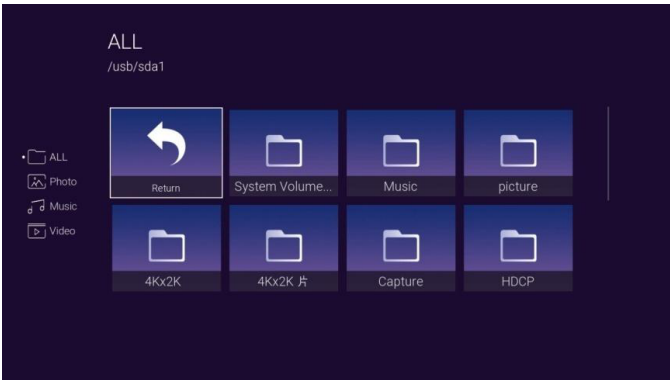 ALL
/usb/sda1
ALL
Photo
Music
Video
Return
System Volume...
Music
picture
4Kx2K
4Kx2K 片
Capture
HDCP